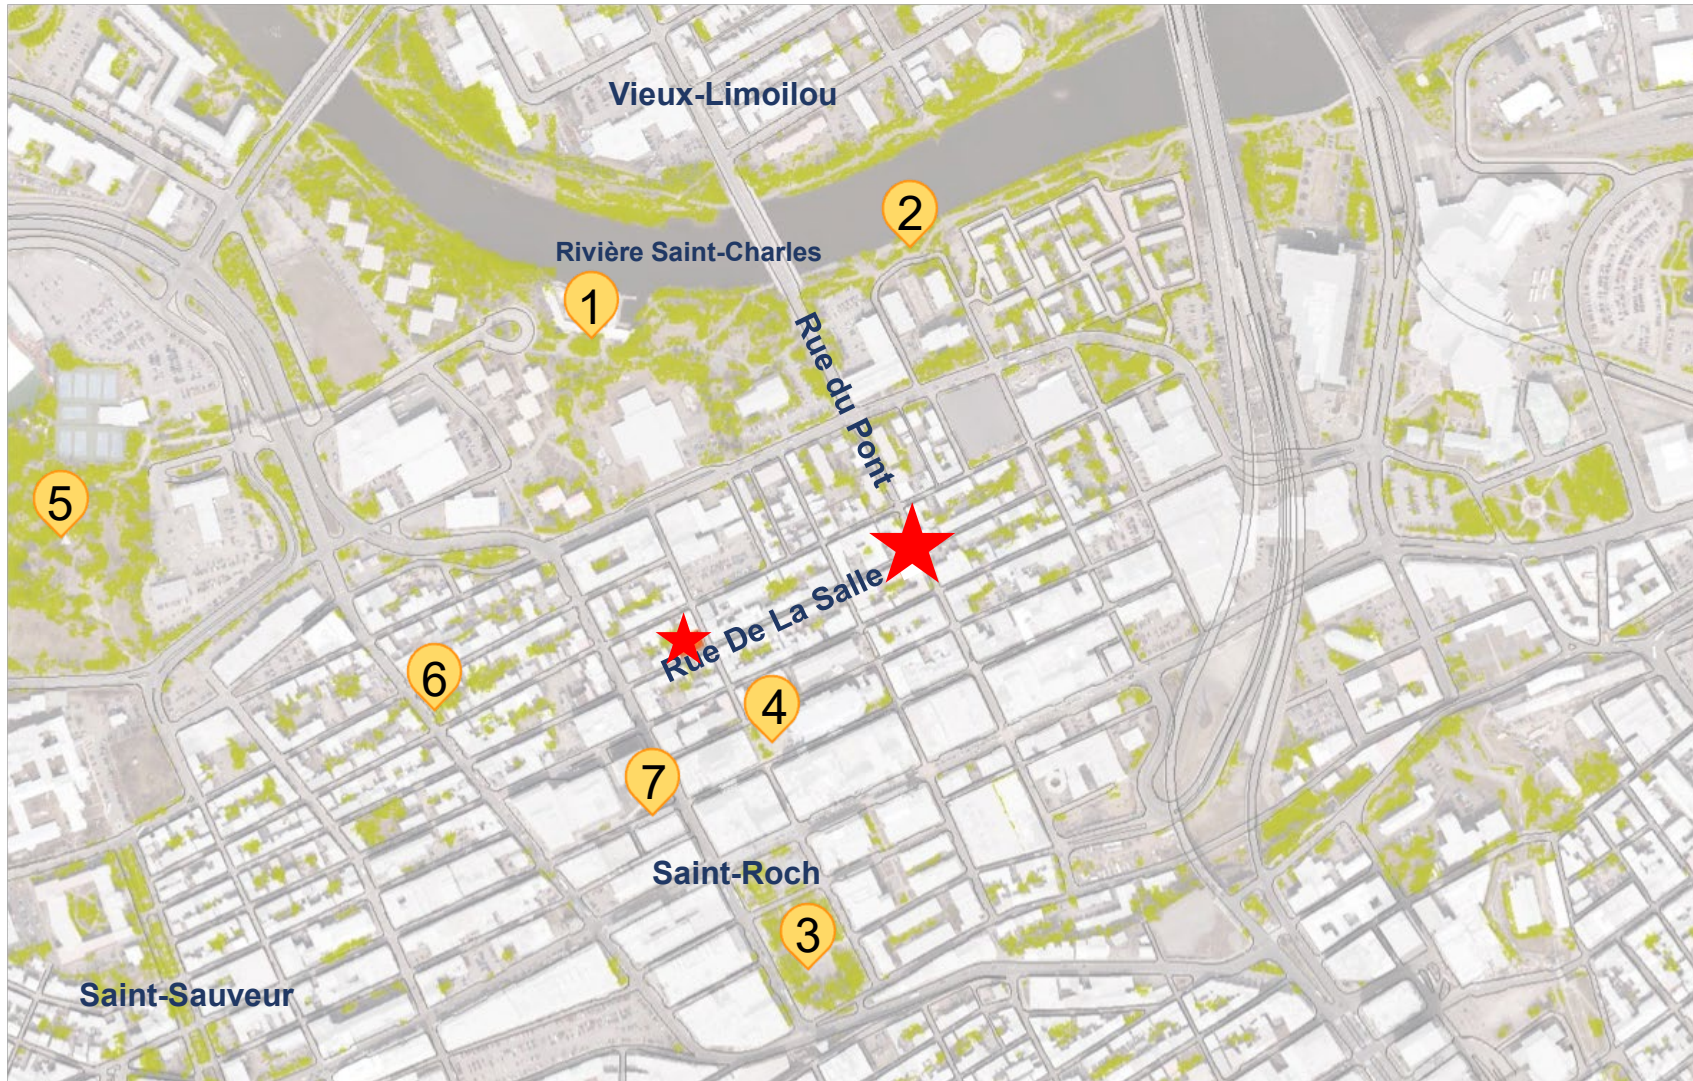 Vieux-Limoilou
2
Rivière Saint-Charles
1
Rue du Pont
5
Rue De La Salle
6
4
7
Saint-Roch
3
Saint-Sauveur